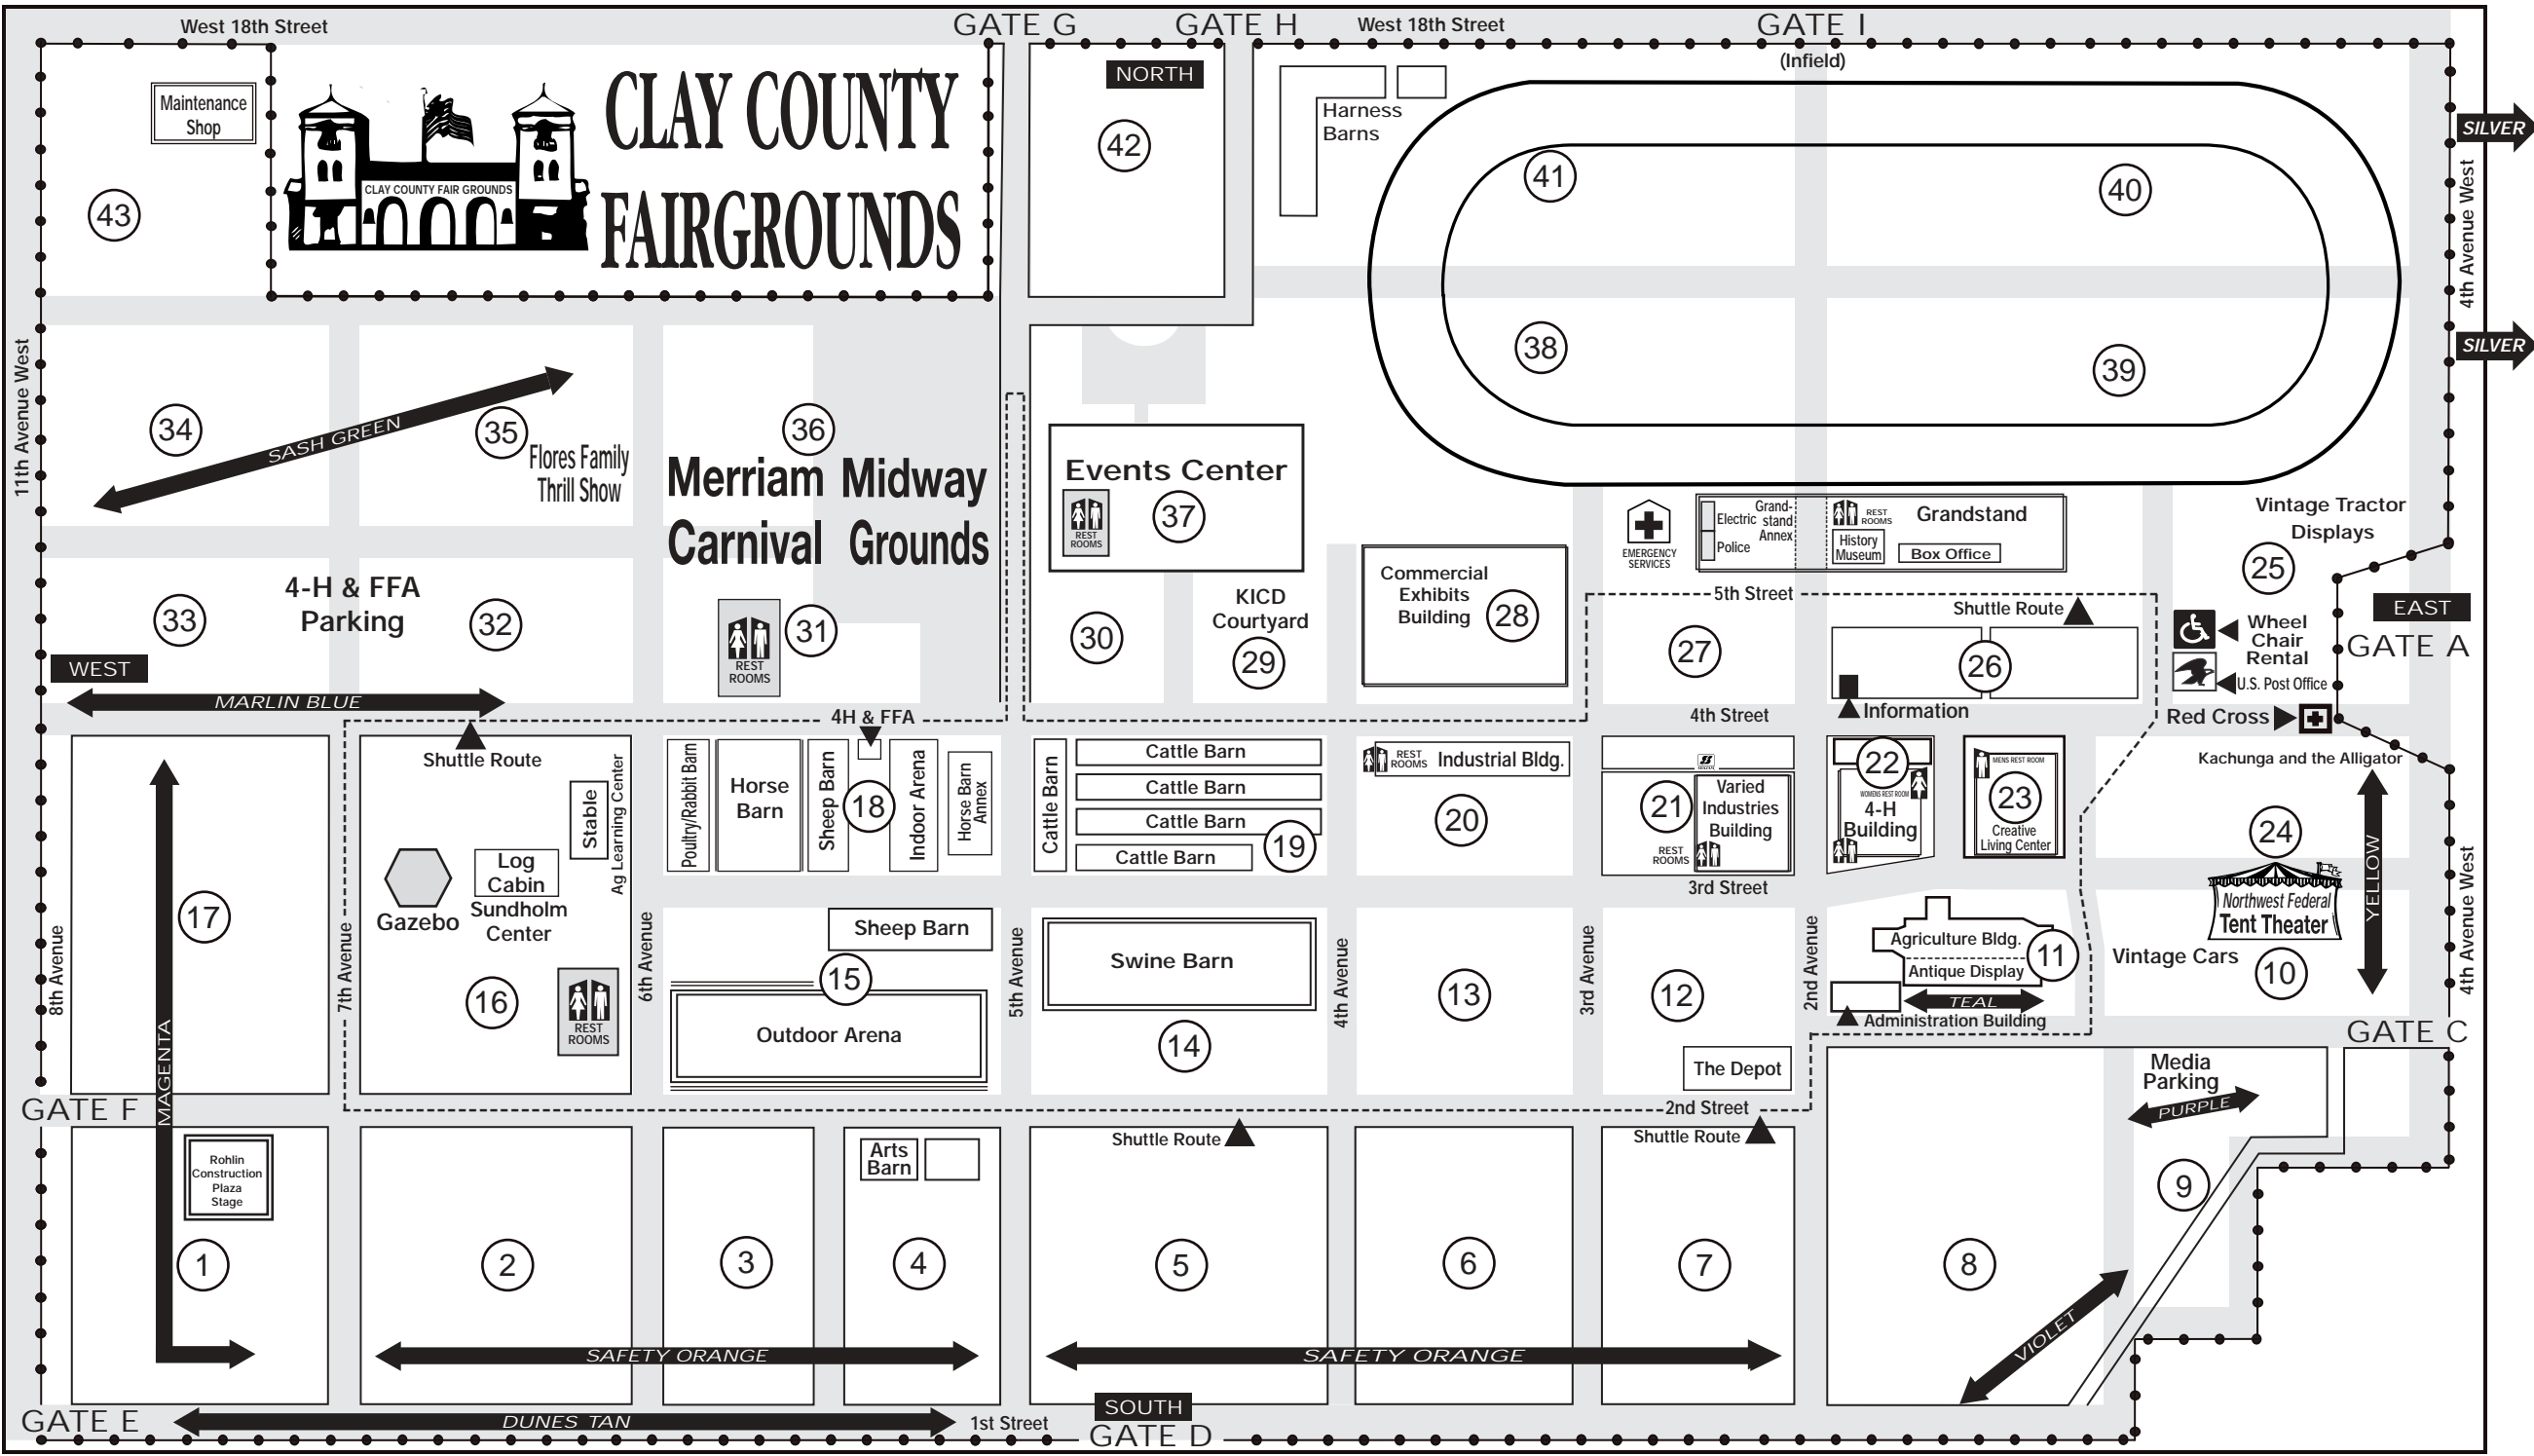 West 18th Street
GATE G
GATE H
West 18th Street
GATE I
(Infield)
NORTH
Maintenance
Shop
CLAY COUNTY
FAIRGROUNDS
CLAY COUNTY FAIR GROUNDS
Harness
Barns
SILVER
42
41
40
43
4th Avenue West
SILVER
38
39
11th Avenue West
34
SASH GREEN
35
Flores Family
Thrill Show
36
Merriam Midway
Carnival Grounds
Events Center
REST
ROOMS
37
EMERGENCY
SERVICES
Electric
Police
Grand-
stand
Annex
REST
ROOMS
Grandstand
History
Museum
Box Office
Vintage Tractor
Displays
25
4-H & FFA
Parking
33
32
REST
ROOMS
31
30
KICD
Courtyard
29
Commercial
Exhibits
Building
28
5th Street
27
Shuttle Route
26
Information
Wheel
Chair
Rental
U.S. Post Office
EAST
GATE A
WEST
MARLIN BLUE
4H & FFA
4th Street
Red Cross
Kachunga and the Alligator
Shuttle Route
Stable
Ag Learning Center
Poultry/Rabbit Barn
Horse
Barn
Sheep Barn
18
Indoor Arena
Horse Barn
Annex
Cattle Barn
Cattle Barn
Cattle Barn
Cattle Barn
Cattle Barn
19
REST
ROOMS
Industrial Bldg.
20
21
Varied
Industries
Building
REST
ROOMS
22
WOMENS REST ROOM
4-H
Building
MENS REST ROOM
23
Creative
Living Center
24
YELLOW
17
Gazebo
Log
Cabin
Sundholm
Center
3rd Street
Northwest Federal
Tent Theater
4th Avenue West
8th Avenue
7th Avenue
16
REST
ROOMS
6th Avenue
Sheep Barn
15
Outdoor Arena
5th Avenue
Swine Barn
14
4th Avenue
13
3rd Avenue
12
The Depot
2nd Avenue
Agriculture Bldg.
Antique Display
11
TEAL
Administration Building
Vintage Cars
10
GATE C
MAGENTA
GATE F
2nd Street
Media
Parking
PURPLE
Rohlin
Construction
Plaza
Stage
Arts
Barn
Shuttle Route
Shuttle Route
9
1
2
3
4
5
6
7
8
VIOLET
SAFETY ORANGE
SAFETY ORANGE
GATE E
DUNES TAN
1st Street
SOUTH
GATE D